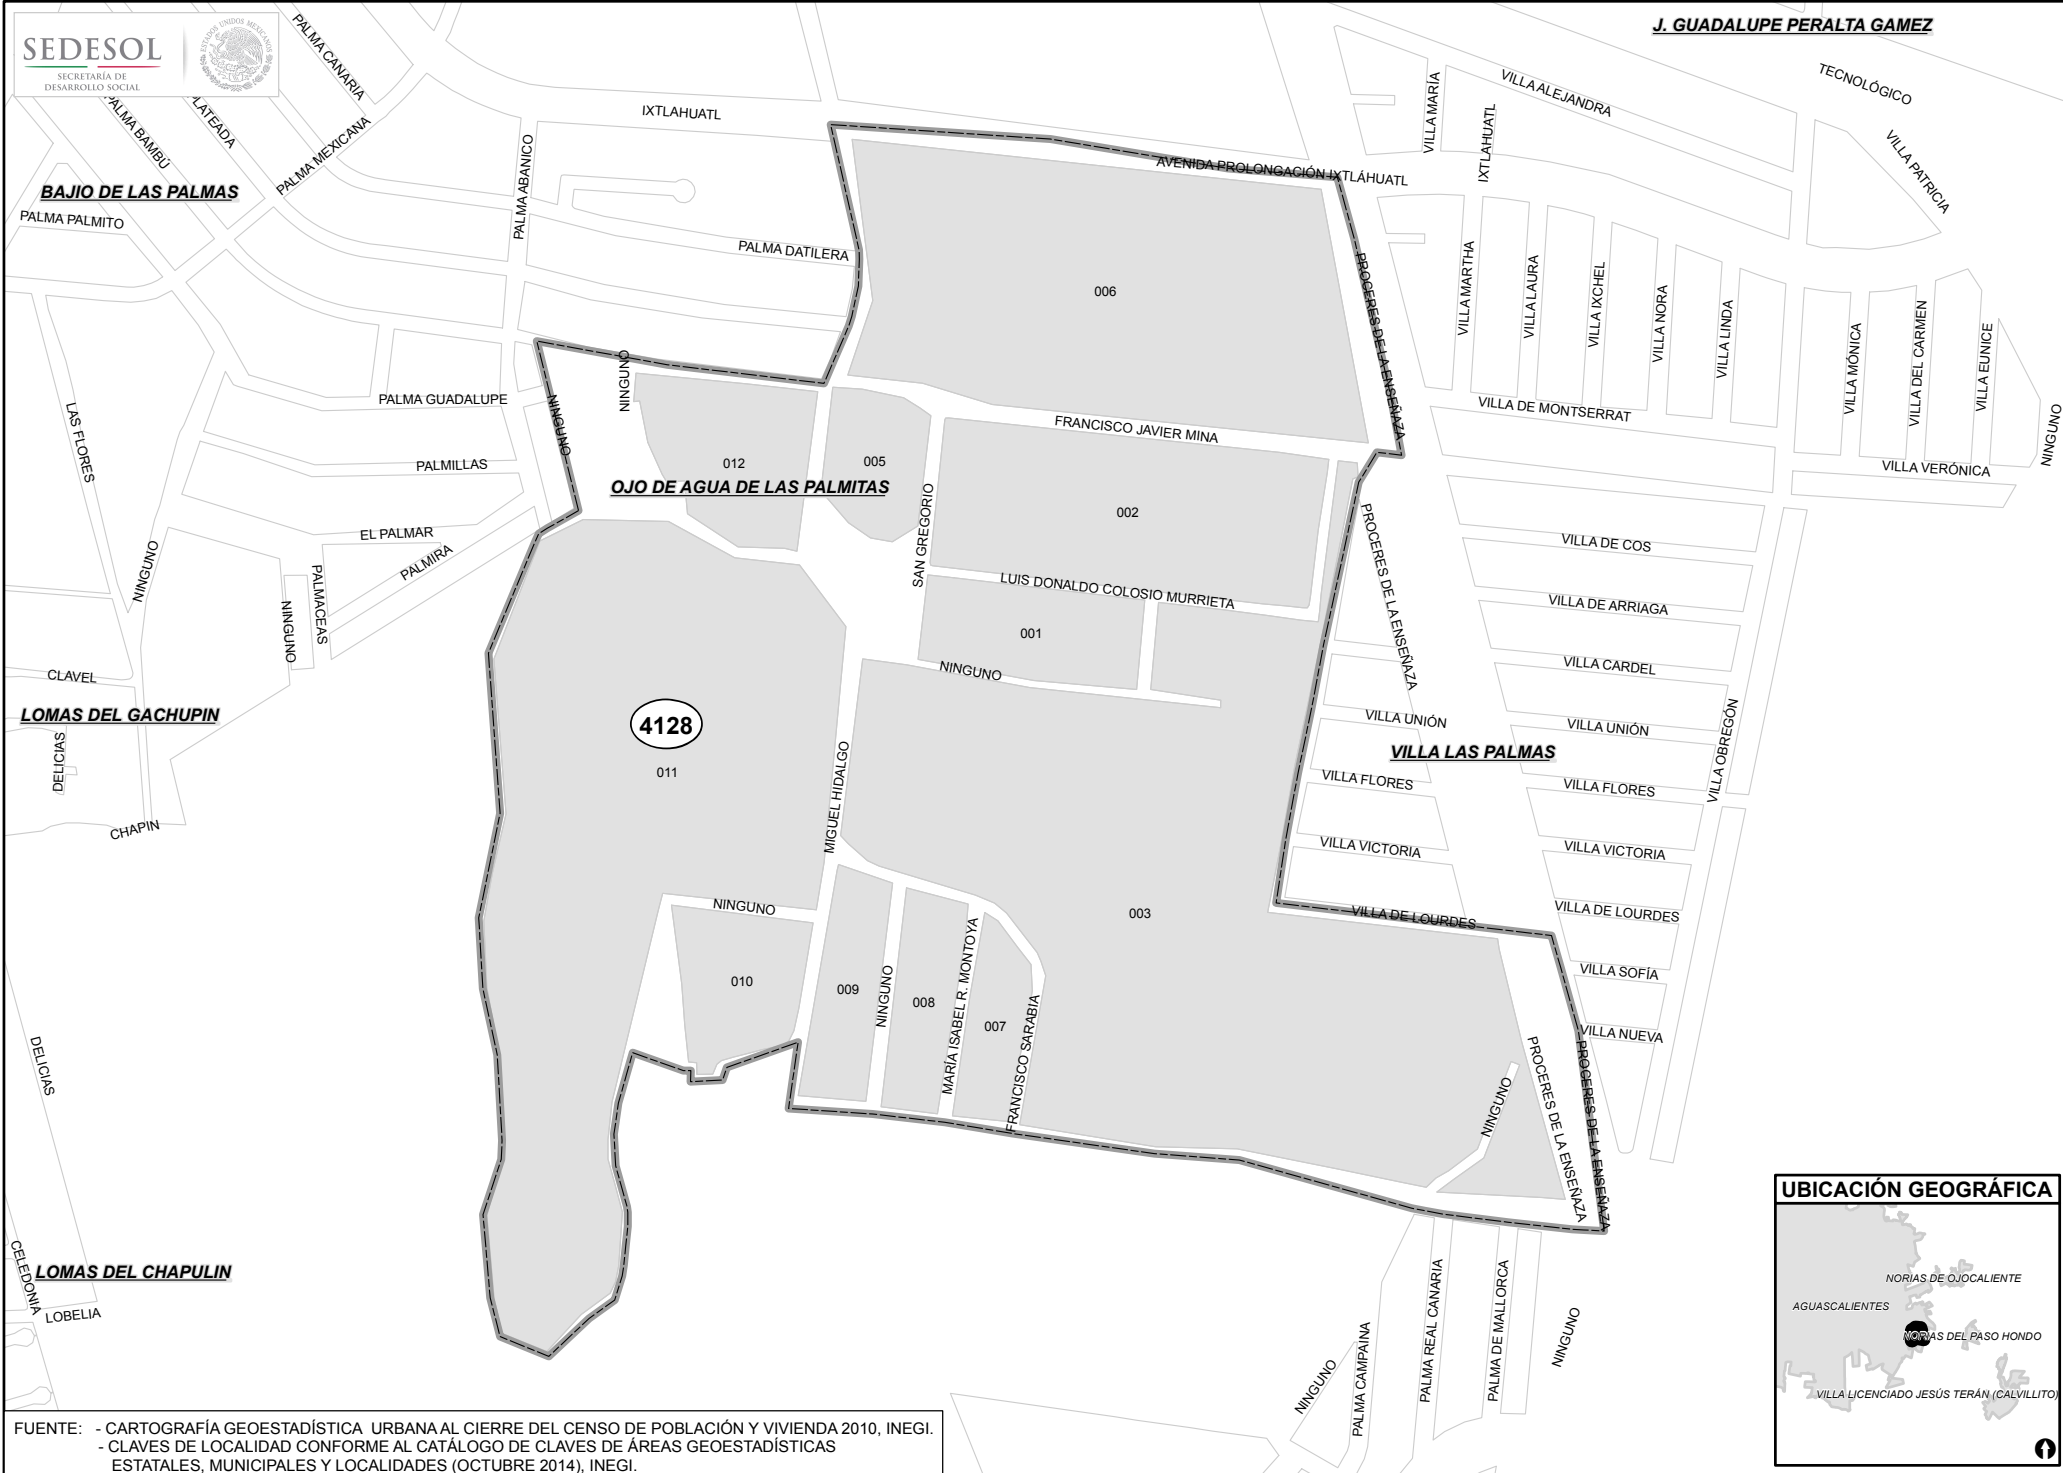 SEDESOL
SECRETARÍA DE
DESARROLLO SOCIAL
ESTADOS UNIDOS MEXICANOS
J. GUADALUPE PERALTA GAMEZ
TECNOLÓGICO
PALMA CANARIA
PLATEADA
PALMA BAMBÚ
PALMA MEXICANA
IXTLAHUATL
PALMA ABANICO
VILLA MARÍA
IXTLAHUATL
VILLA ALEJANDRA
VILLA PATRICIA
AVENIDA PROLONGACIÓN IXTLÁHUATL
BAJIO DE LAS PALMAS
PALMA PALMITO
PALMA DATILERA
006
PROCERES DE LA ENSEÑAZA
VILLA MARTHA
VILLA LAURA
VILLA IXCHEL
VILLA NORA
VILLA LINDA
VILLA MÓNICA
VILLA DEL CARMEN
VILLA EUNICE
NINGUNO
NINGUNO
NINGUNO
PALMA GUADALUPE
VILLA DE MONTSERRAT
LAS FLORES
FRANCISCO JAVIER MINA
PALMILLAS
012
005
VILLA VERÓNICA
OJO DE AGUA DE LAS PALMITAS
SAN GREGORIO
002
EL PALMAR
PALMIRA
PROCERES DE LA ENSEÑAZA
VILLA DE COS
NINGUNO
NINGUNO
PALMACEAS
LUIS DONALDO COLOSIO MURRIETA
VILLA DE ARRIAGA
001
NINGUNO
VILLA CARDEL
CLAVEL
LOMAS DEL GACHUPIN
4128
011
VILLA UNIÓN
VILLA UNIÓN
VILLA LAS PALMAS
VILLA OBREGÓN
DELICIAS
MIGUEL HIDALGO
VILLA FLORES
VILLA FLORES
CHAPIN
VILLA VICTORIA
VILLA VICTORIA
NINGUNO
003
VILLA DE LOURDES
VILLA DE LOURDES
010
009
NINGUNO
008
MARÍA ISABEL R. MONTOYA
007
FRANCISCO SARABIA
VILLA SOFÍA
VILLA NUEVA
DELICIAS
NINGUNO
PROCERES DE LA ENSEÑAZA
PROCERES DE LA ENSEÑAZA
CELEDONIA
LOMAS DEL CHAPULIN
LOBELIA
NINGUNO
PALMA CAMPAINA
PALMA REAL CANARIA
PALMA DE MALLORCA
NINGUNO
UBICACIÓN GEOGRÁFICA
NORIAS DE OJOCALIENTE
AGUASCALIENTES
NORIAS DEL PASO HONDO
VILLA LICENCIADO JESÚS TERÁN (CALVILLITO)
FUENTE: - CARTOGRAFÍA GEOESTADÍSTICA URBANA AL CIERRE DEL CENSO DE POBLACIÓN Y VIVIENDA 2010, INEGI.
- CLAVES DE LOCALIDAD CONFORME AL CATÁLOGO DE CLAVES DE ÁREAS GEOESTADÍSTICAS
ESTATALES, MUNICIPALES Y LOCALIDADES (OCTUBRE 2014), INEGI.